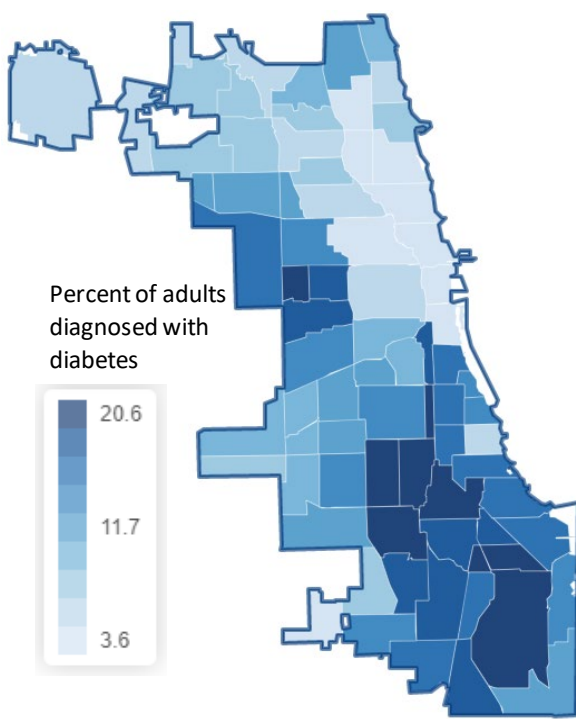 Percent of adults
diagnosed with
diabetes
20.6
11.7
3.6